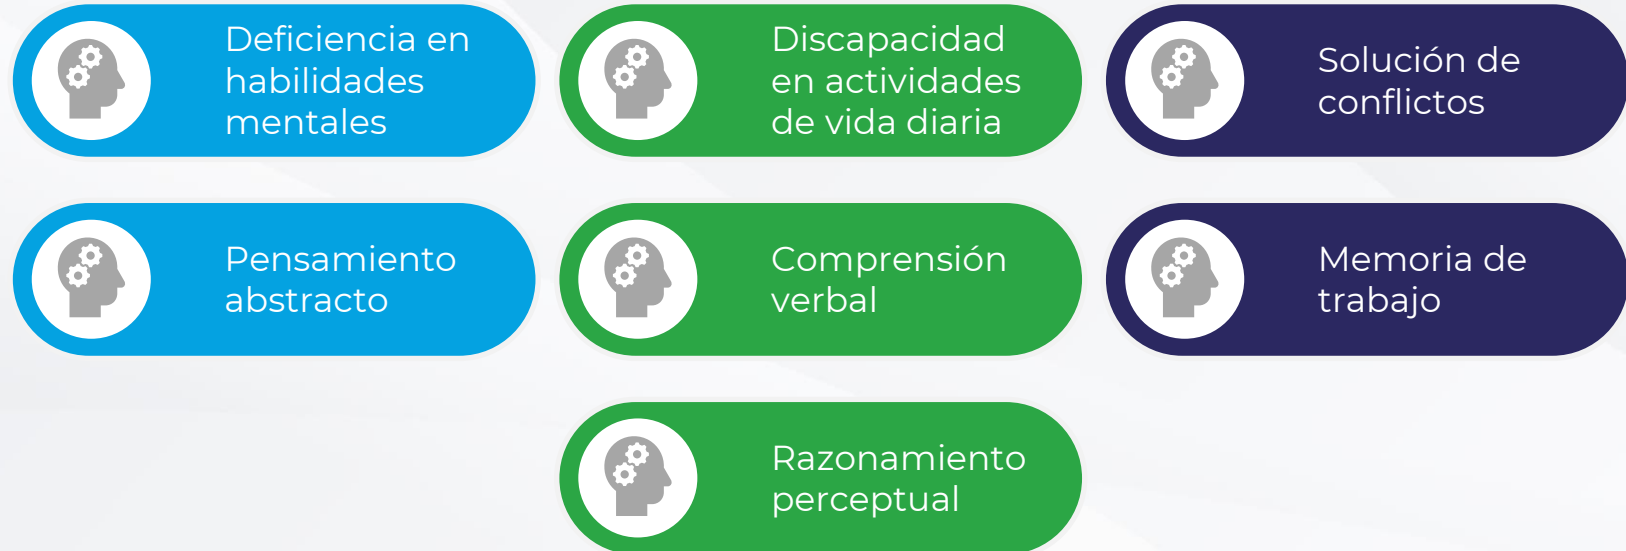 Deficiencia en
habilidades
mentales
Discapacidad
en actividades
de vida diaria
Solución de
conflictos
Pensamiento
abstracto
Comprensión
verbal
Memoria de
trabajo
Razonamiento
perceptual